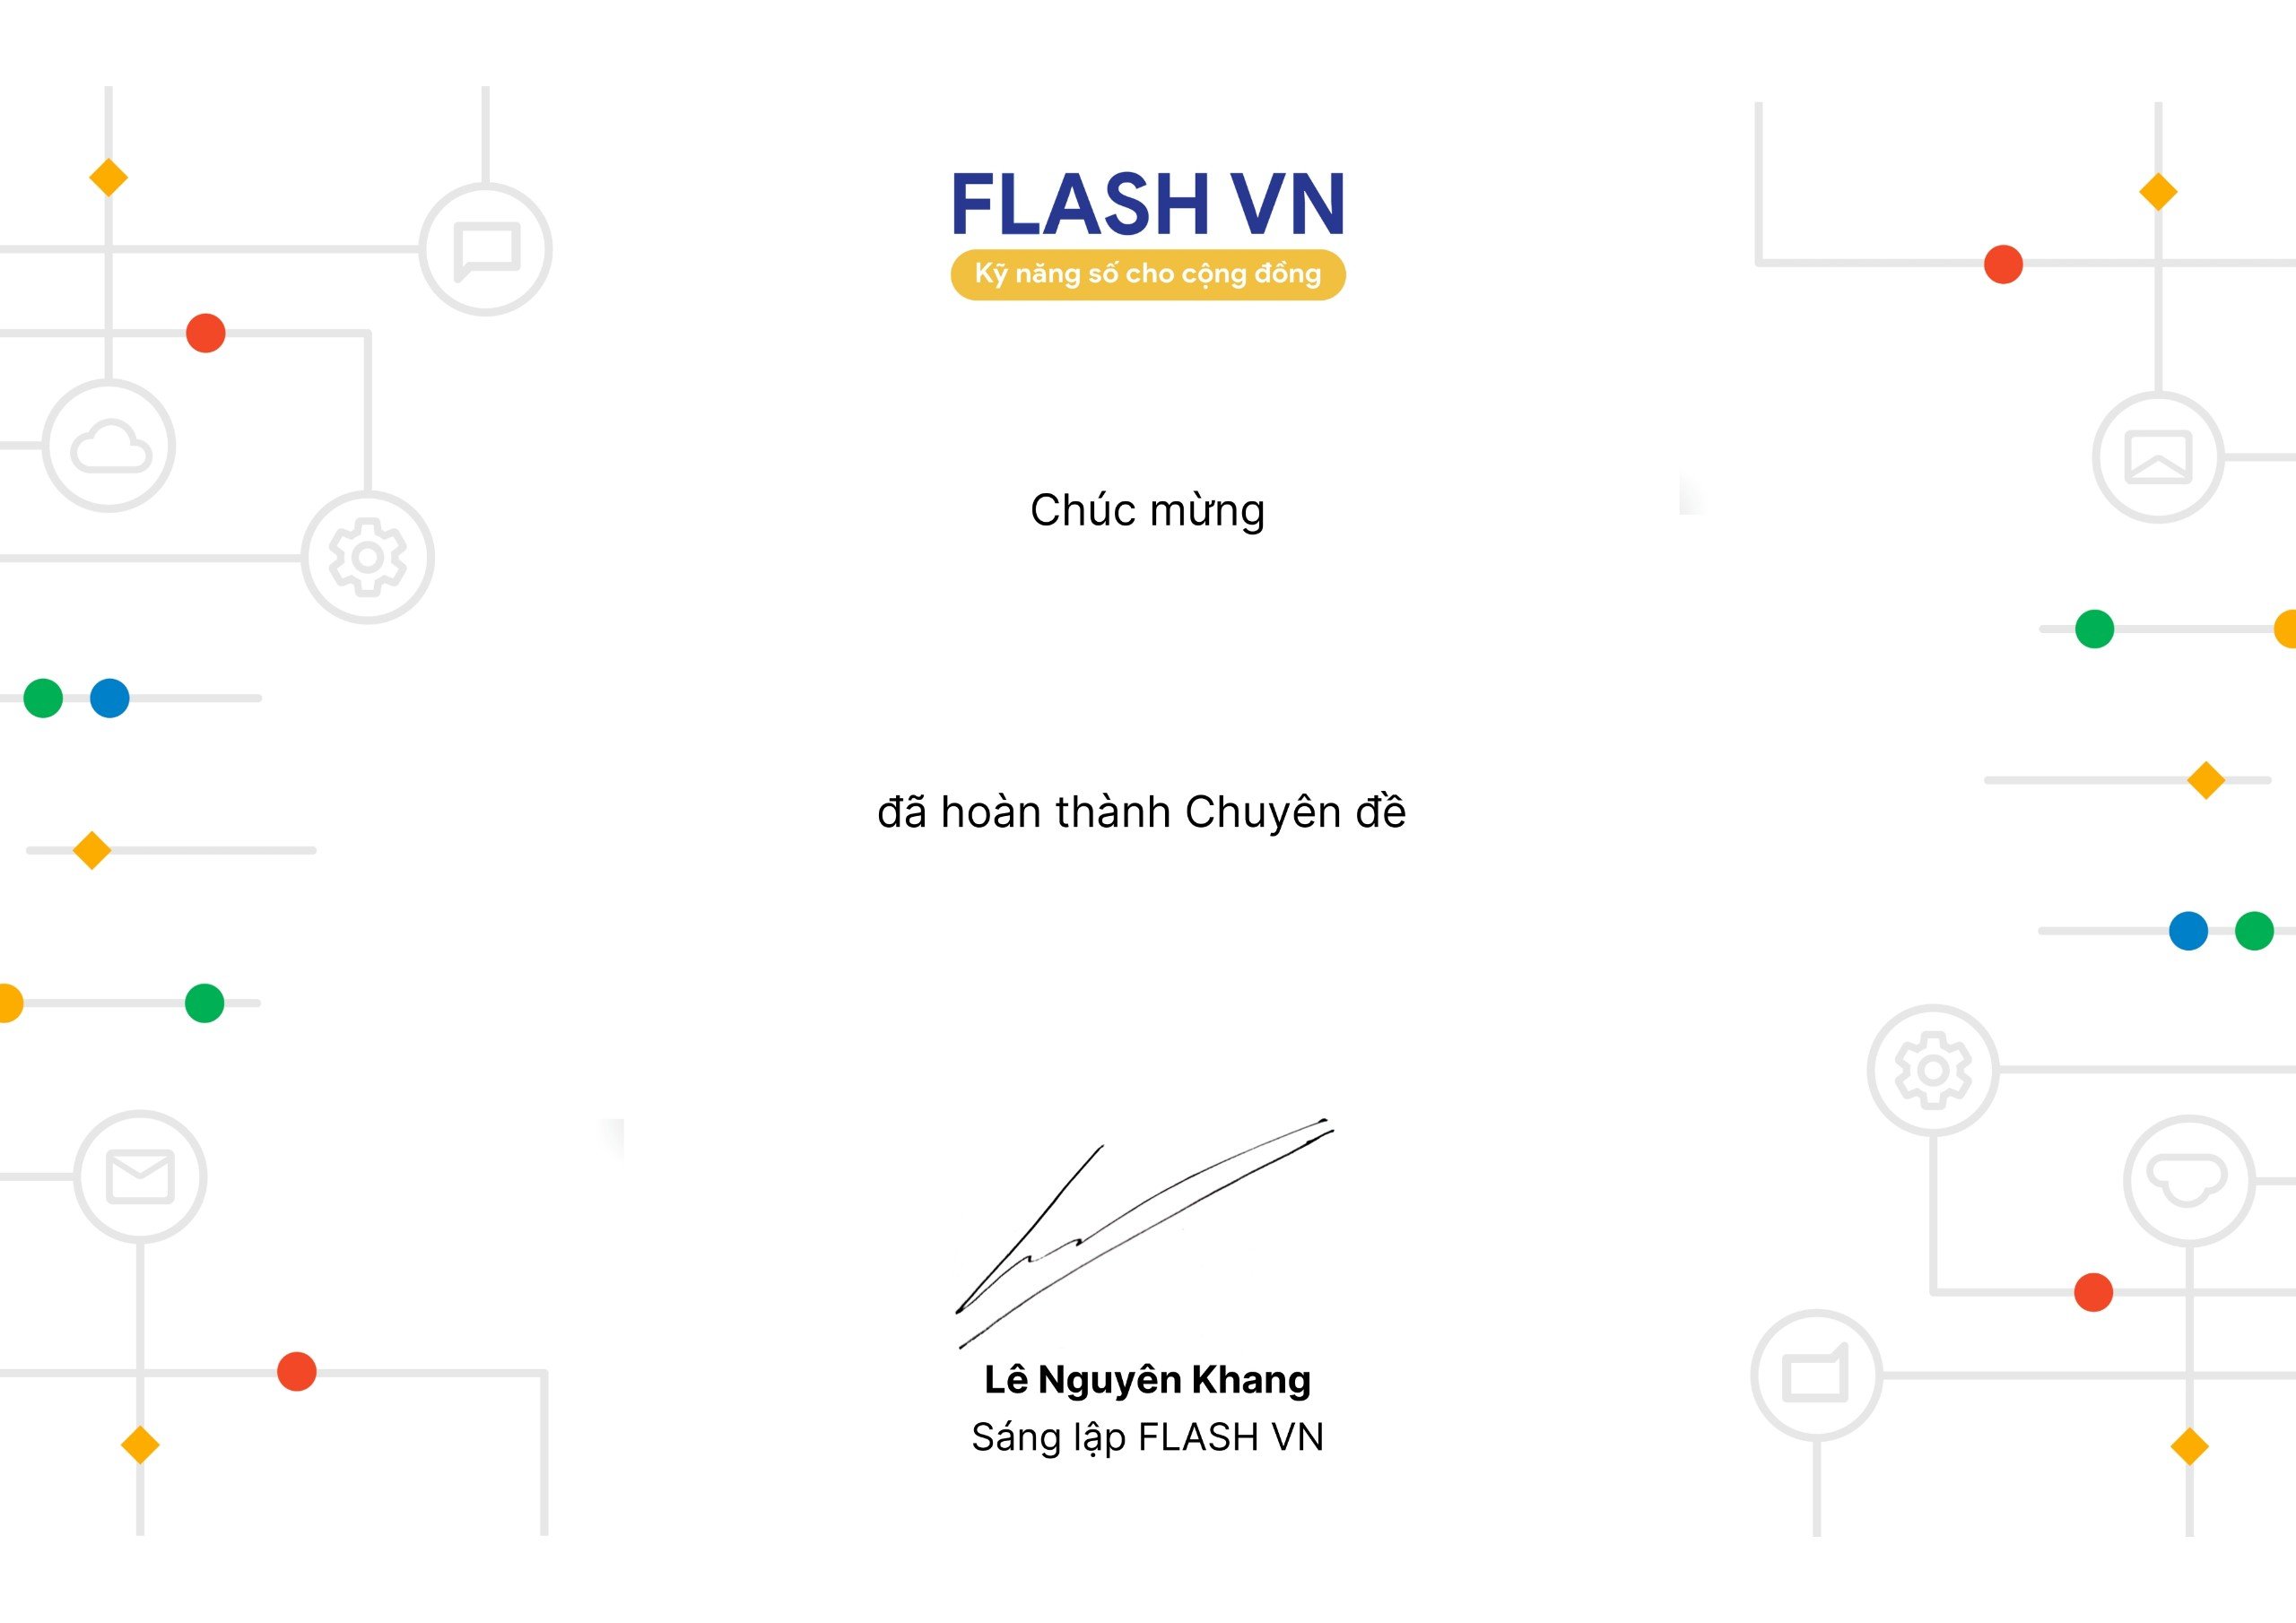 FLASH VN
Kỹ năng số cho cộng đồng
Chúc mừng
đã hoàn thành Chuyên đề
Lê Nguyên Khang
Sáng lập FLASH VN